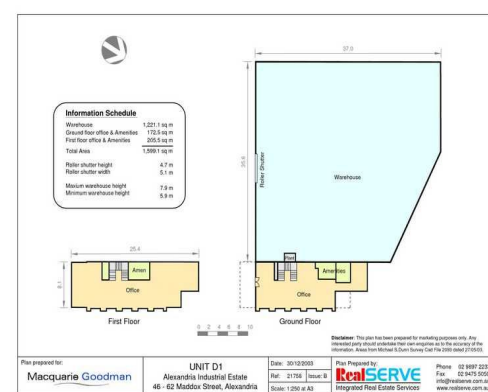 37.0
Information Schedule
Warehouse 1,221.1 sq m
Ground floor office & Amenities 172.5 sq m
First floor office & Amenities 205.5 sq m
Total Area 1,599.1 sq m
Roller shutter height 4.7 m
Roller shutter width 5.1 m
Maxium warehouse height 7.9 m
Minimum warehouse height 5.9 m
Roller Shutter
Warehouse
25.4
Plant
Amen
Amenities
Office
Office
8.1
First Floor
Ground Floor
0 2 4 6 8 10
Disclaimer: This plan has been prepared for marketing purposes only. Any
interested party should undertake their own enquiries as to the accuracy of the
information. Areas from Michael S.Dunn Survey Cad File 2093 dated 27/05/03.
Plan prepared for:
Macquarie Goodman
UNIT D1
Alexandria Industrial Estate
46 - 62 Maddox Street, Alexandria
Date: 30/12/2003
Ref: 21756 Issue: B
Scale: 1:250 at A3
Plan Prepared by:
RealSERVE
Integrated Real Estate Services
Phone 02 9697 223
Fax 02 9475 505
info@realserve.com.a
www.realserve.com.a